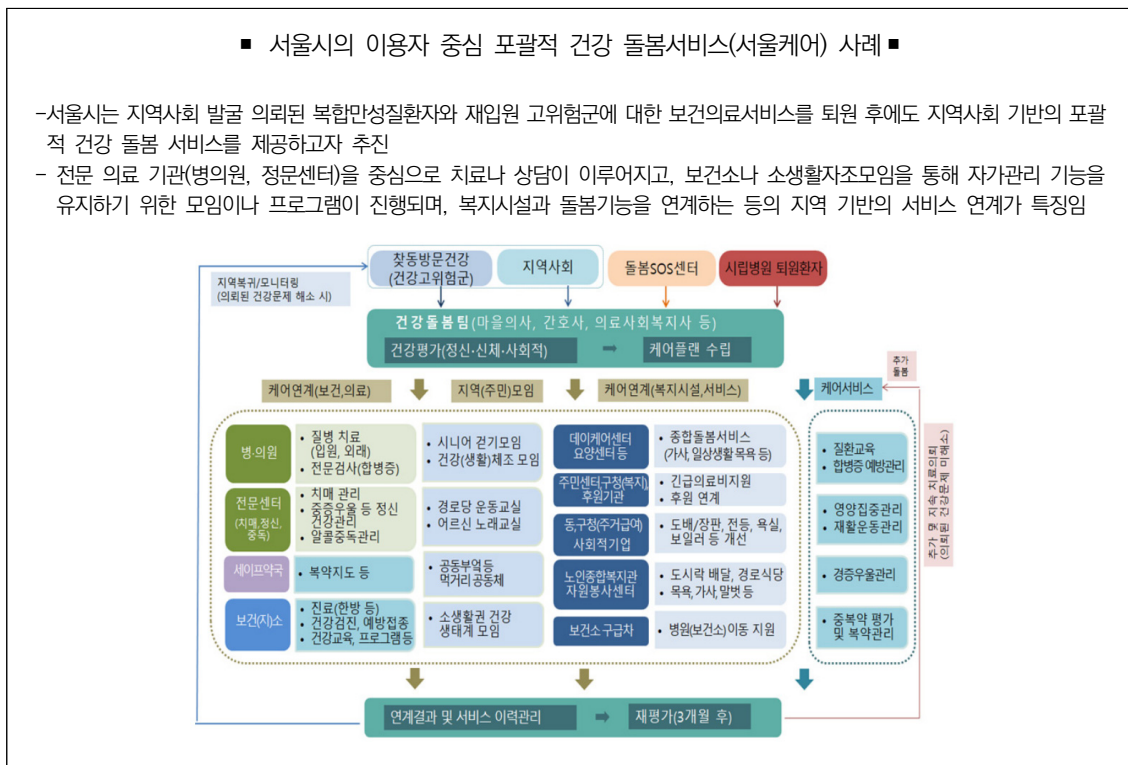 ■ 서울시의 이용자 중심 포괄적 건강 돌봄서비스(서울케어) 사례 ■
-서울시는 지역사회 발굴 의뢰된 복합만성질환자와 재입원 고위험군에 대한 보건의료서비스를 퇴원 후에도 지역사회 기반의 포괄
적 건강 돌봄 서비스를 제공하고자 추진
- 전문 의료 기관(병의원, 정문센터)을 중심으로 치료나 상담이 이루어지고, 보건소나 소생활자조모임을 통해 자가관리 기능을
유지하기 위한 모임이나 프로그램이 진행되며, 복지시설과 돌봄기능을 연계하는 등의 지역 기반의 서비스 연계가 특징임
찾동방문건강
(건강고위험군)
지역사회
돌봄SOS센터
시립병원 퇴원환자
지역복귀/모니터링
(의뢰된 건강문제 해소 시)
건강돌봄팀(마을의사, 간호사, 의료사회복지사 등)
건강평가(정신·신체·사회적)
케어플랜 수립
추가
돌봄
케어연계(보건,의료)
지역(주민)모임
케어연계(복지시설,서비스)
케어서비스
병·의원
• 질병 치료
(입원, 외래)
• 전문검사(합병증)
전문센터
(치매,정신,
중독)
• 치매 관리
• 중증우울 등 정신
건강관리
• 알콜중독관리
세이프약국
• 복약지도 등
보건(지)소
• 진료(한방 등)
• 건강검진, 예방접종
• 건강교육, 프로그램등
• 시니어 걷기모임
• 건강(생활)체조 모임
• 경로당 운동교실
• 어르신 노래교실
• 공동부엌등
먹거리공동체
• 소생활권 건강
생태계 모임
데이케어센터
요양센터 등
• 종합돌봄서비스
(가사, 일상생활 목욕 등)
주민센터,구청(복지),
후원기관
• 긴급의료비지원
• 후원 연계
동,구청(주거급여)
사회적기업
• 도배/장판, 전등, 욕실,
보일러 등 개선
노인종합복지관
자원봉사센터
• 도시락 배달, 경로식당
• 목욕, 가사, 말벗 등
보건소 구급차
• 병원(보건소)이동 지원
• 질환교육
• 합병증 예방관리
• 영양집중관리
• 재활운동관리
• 경증우울관리
• 중복약 평가
및 복약관리
추가 및 지속 치료의뢰
(의뢰된 건강문제 미해소)
연계결과 및 서비스 이력관리
재평가(3개월 후)